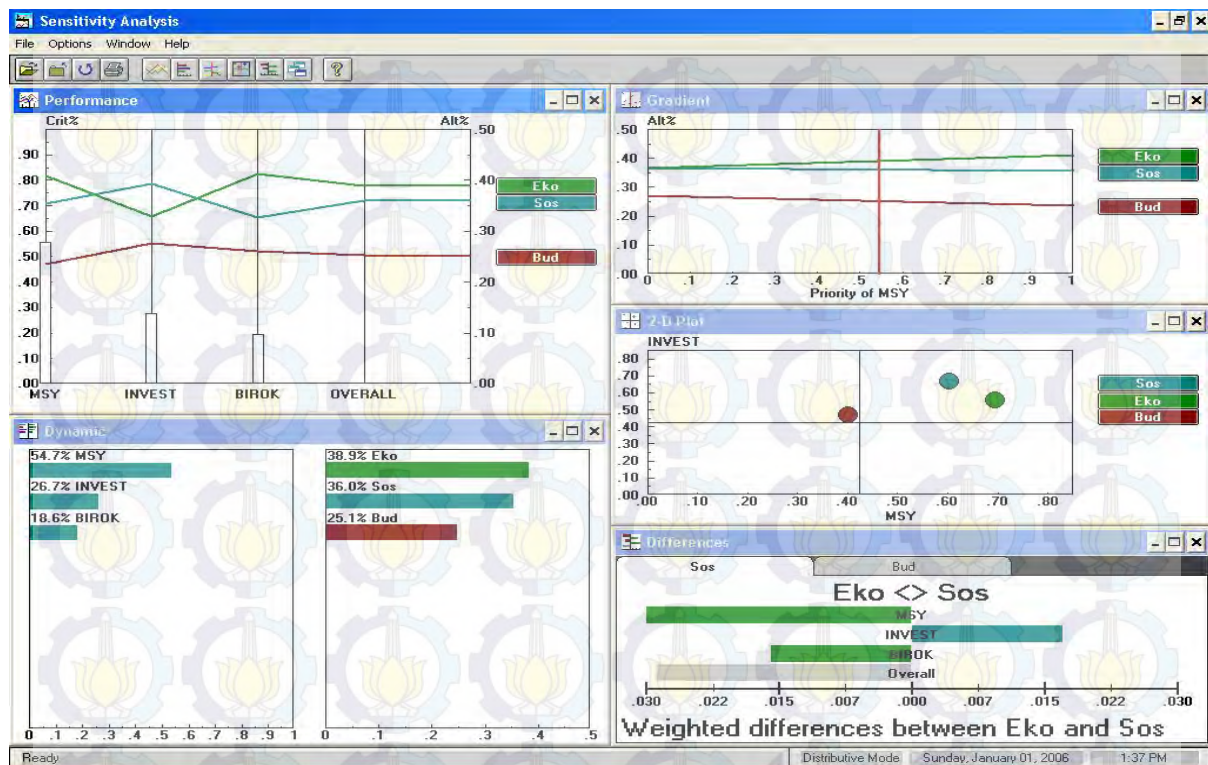 Sensitivity Analysis
File Options Window Help
Performance
Crit% Alt%
.50
.90
.80 .40
.70
.60 .30
.50
.40 .20
.30
.20 .10
.10
.00 .00
MSY INVEST BIROK OVERALL
Eko
Sos
Bud
Gradient
Alt%
.50
.40
.30
.20
.10
.00
0 .1 .2 .3 .4 .5 .6 .7 .8 .9 1
Priority of MSY
Eko
Sos
Bud
2-D Plot
INVEST
.80
.70
.60
.50
.40
.30
.20
.10
.00
.00 .10 .20 .30 .40 .50 .60 .70 .80
MSY
Sos
Eko
Bud
Dynamic
54.7% MSY
26.7% INVEST
18.6% BIROK
0 .1 .2 .3 .4 .5 .6 .7 .8 .9 1
38.9% Eko
36.0% Sos
25.1% Bud
0 .1 .2 .3 .4 .5
Differences
Sos Bud
Eko <> Sos
MSY
INVEST
BIROK
Overall
.030 .022 .015 .007 .000 .007 .015 .022 .030
Weighted differences between Eko and Sos
Ready Distributive Mode Sunday, January 01, 2006 1:37 PM